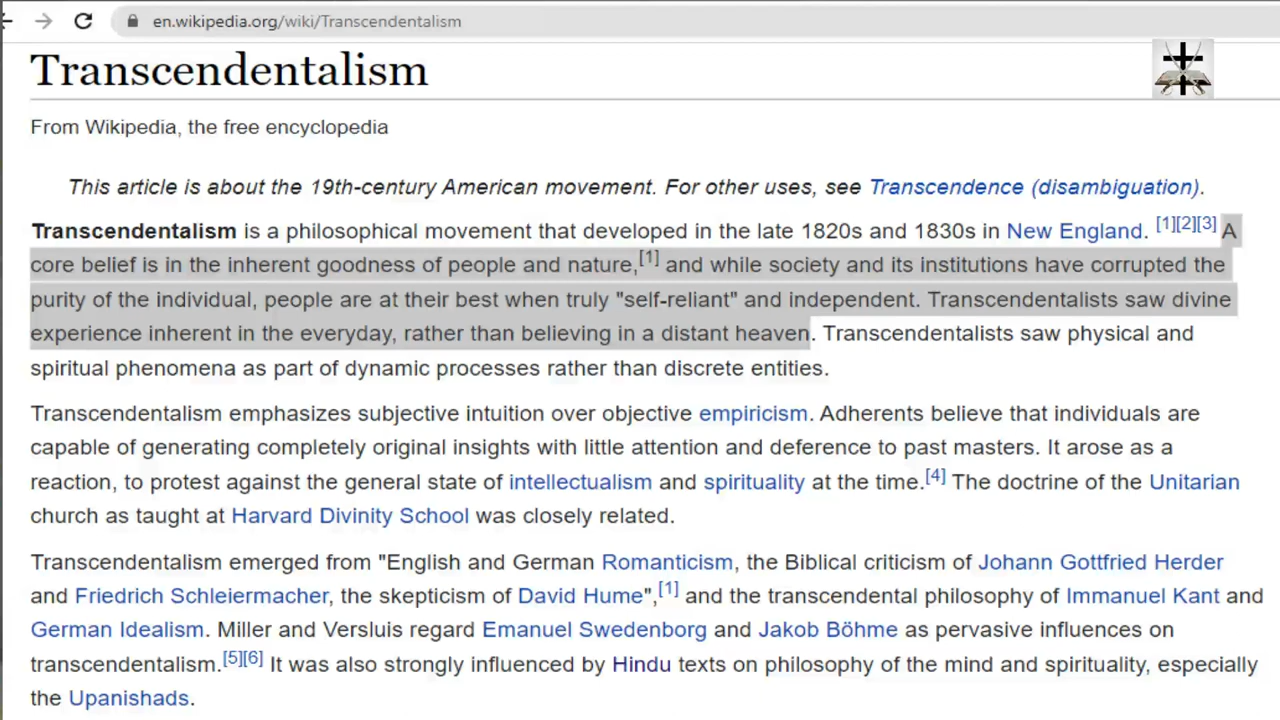 en.wikipedia.org/wiki/Transcendentalism
Transcendentalism
From Wikipedia, the free encyclopedia
This article is about the 19th-century American movement. For other uses, see Transcendence (disambiguation).
Transcendentalism is a philosophical movement that developed in the late 1820s and 1830s in New England. [1][2][3] A
core belief is in the inherent goodness of people and nature,[1] and while society and its institutions have corrupted the
purity of the individual, people are at their best when truly "self-reliant" and independent. Transcendentalists saw divine
experience inherent in the everyday, rather than believing in a distant heaven. Transcendentalists saw physical and
spiritual phenomena as part of dynamic processes rather than discrete entities.
Transcendentalism emphasizes subjective intuition over objective empiricism. Adherents believe that individuals are
capable of generating completely original insights with little attention and deference to past masters. It arose as a
reaction, to protest against the general state of intellectualism and spirituality at the time.[4] The doctrine of the Unitarian
church as taught at Harvard Divinity School was closely related.
Transcendentalism emerged from "English and German Romanticism, the Biblical criticism of Johann Gottfried Herder
and Friedrich Schleiermacher, the skepticism of David Hume",[1] and the transcendental philosophy of Immanuel Kant and
German Idealism. Miller and Versluis regard Emanuel Swedenborg and Jakob Böhme as pervasive influences on
transcendentalism.[5][6] It was also strongly influenced by Hindu texts on philosophy of the mind and spirituality, especially
the Upanishads.